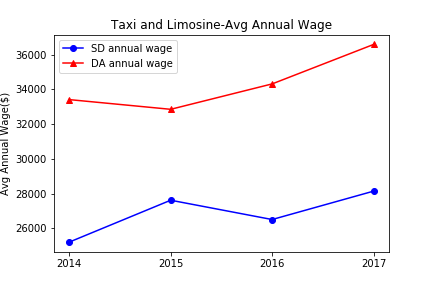 Taxi and Limosine-Avg Annual Wage
SD annual wage
DA annual wage
Avg Annual Wage($)
36000
34000
32000
30000
28000
26000
2014 2015 2016 2017